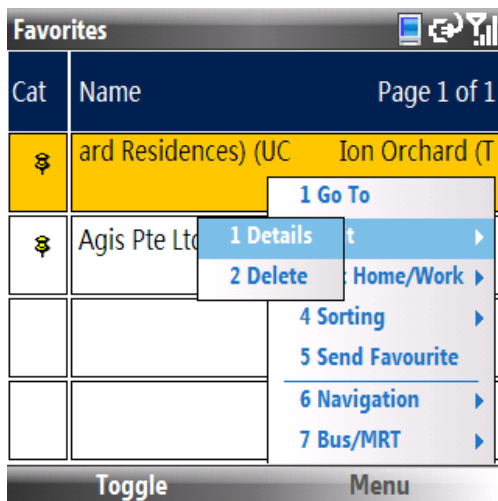 Favorites
Cat Name Page 1 of 1
ard Residences) (UC Ion Orchard (T
1 Go To
Agis Pte
1 Details
2 Delete
Home/Work
4 Sorting
5 Send Favourite
6 Navigation
7 Bus/MRT
Toggle Menu